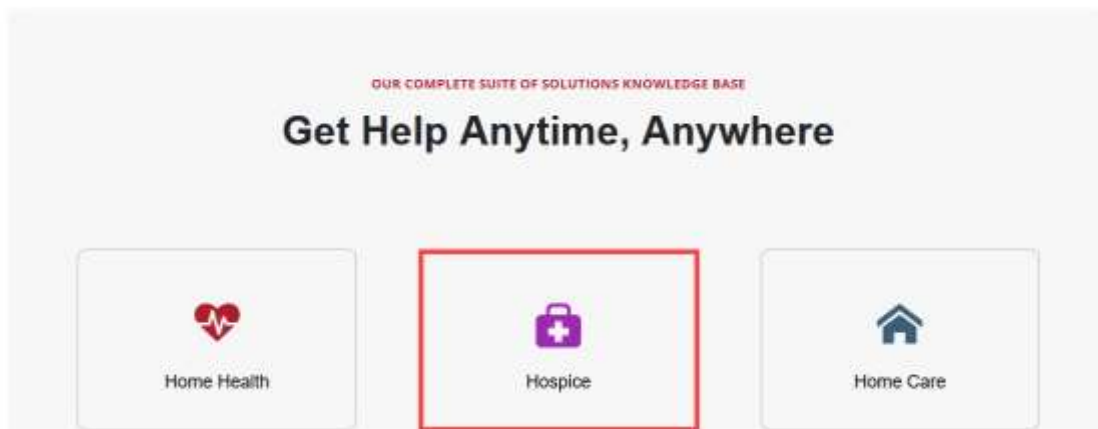 OUR COMPLETE SUITE OF SOLUTIONS KNOWLEDGE BASE
Get Help Anytime, Anywhere
Home Health
Hospice
Home Care